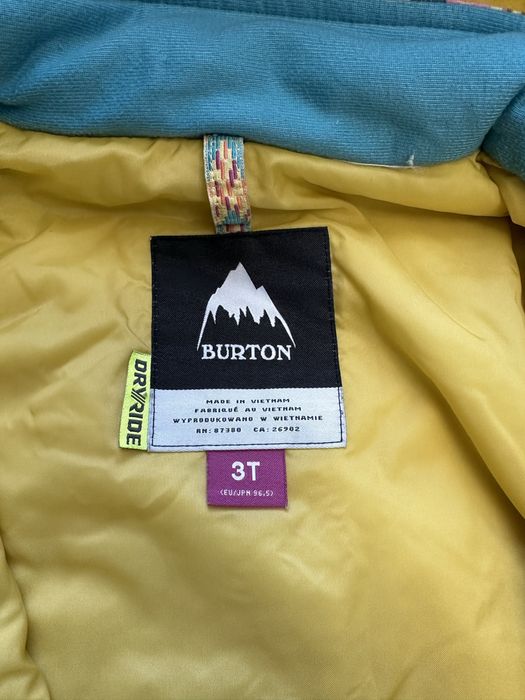 BURTON
DRYRIDE
MADE IN VIETNAM
FABRIQUÉ AU VIETNAM
WYPRODUKOWANO W WIETNAMIE
RN: 87380 CA: 26902
3T
(EU/JPN 96.5)